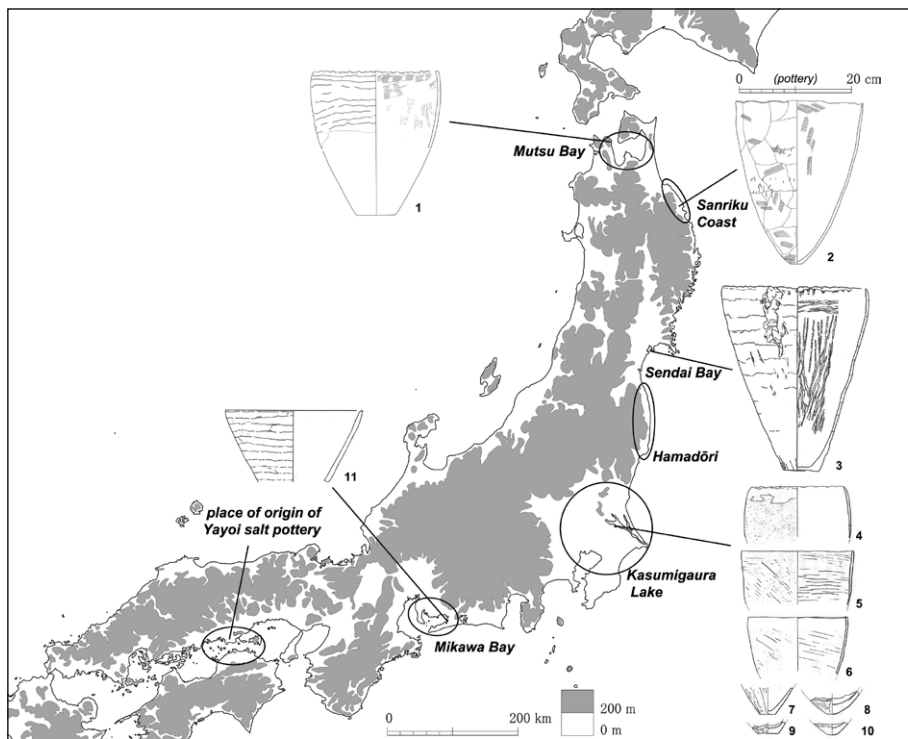 0 (pottery) 20 cm
1
Mutsu Bay
Sanriku
Coast
2
Sendai Bay
3
Hamadōri
11
place of origin of
Yayoi salt pottery
4
Kasumigaura
Lake
5
Mikawa Bay
6
200 m
0 m
0 200 km
7 8
9 10